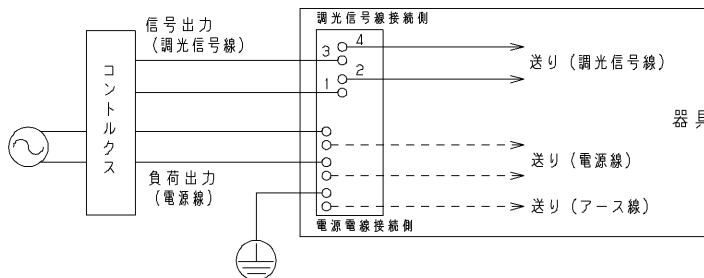 信号出力
(調光信号線)
コントルクス
負荷出力
(電源線)
調光信号線接続側
4
3
2
1
送り(調光信号線)
送り(電源線)
送り(アース線)
電源電線接続側
器具